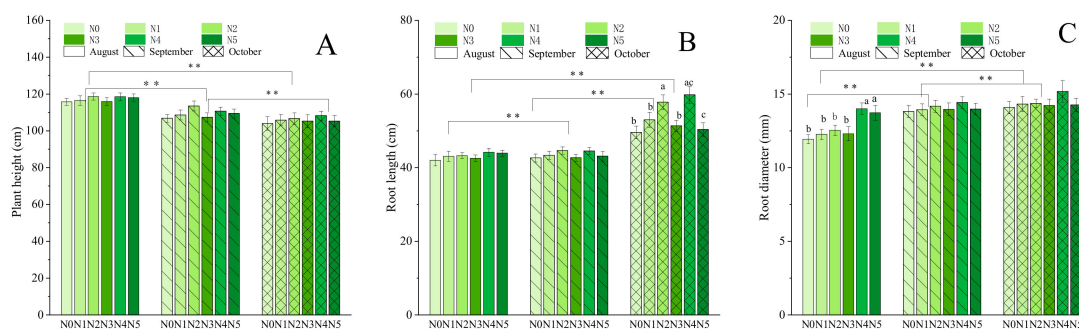 N0 N1 N2
N3 N4 N5
August September October
A
**
**
**
Plant height (cm)
160
140
120
100
80
60
40
20
0
N0N1N2N3N4N5 N0N1N2N3N4N5 N0N1N2N3N4N5
N0 N1 N2
N3 N4 N5
August September October
B
**
**
**
b b a b ac c
Root length (cm)
80
60
40
20
0
N0N1N2N3N4N5 N0N1N2N3N4N5 N0N1N2N3N4N5
N0 N1 N2
N3 N4 N5
August September October
C
**
**
**
b b b b a a
Root diameter (mm)
20
15
10
5
0
N0N1N2N3N4N5 N0N1N2N3N4N5 N0N1N2N3N4N5